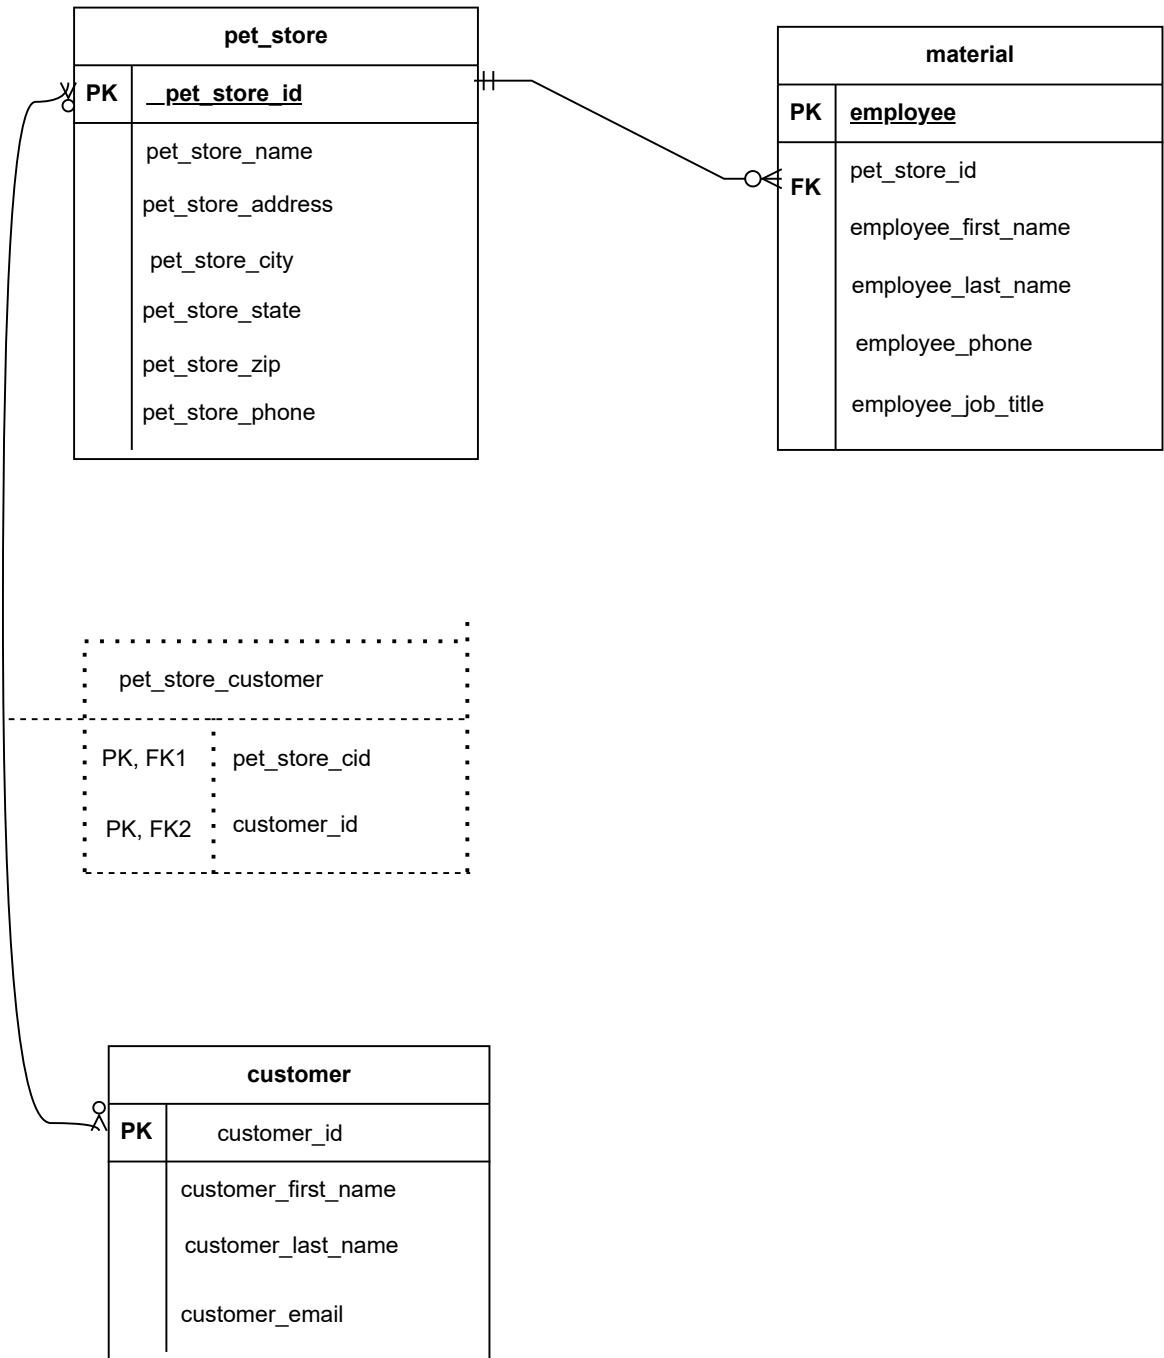 pet_store
PK __pet_store_id
pet_store_name
pet_store_address
pet_store_city
pet_store_state
pet_store_zip
pet_store_phone
material
PK employee
FK pet_store_id
employee_first_name
employee_last_name
employee_phone
employee_job_title
pet_store_customer
PK, FK1 pet_store_cid
PK, FK2 customer_id
customer
PK customer_id
customer_first_name
customer_last_name
customer_email